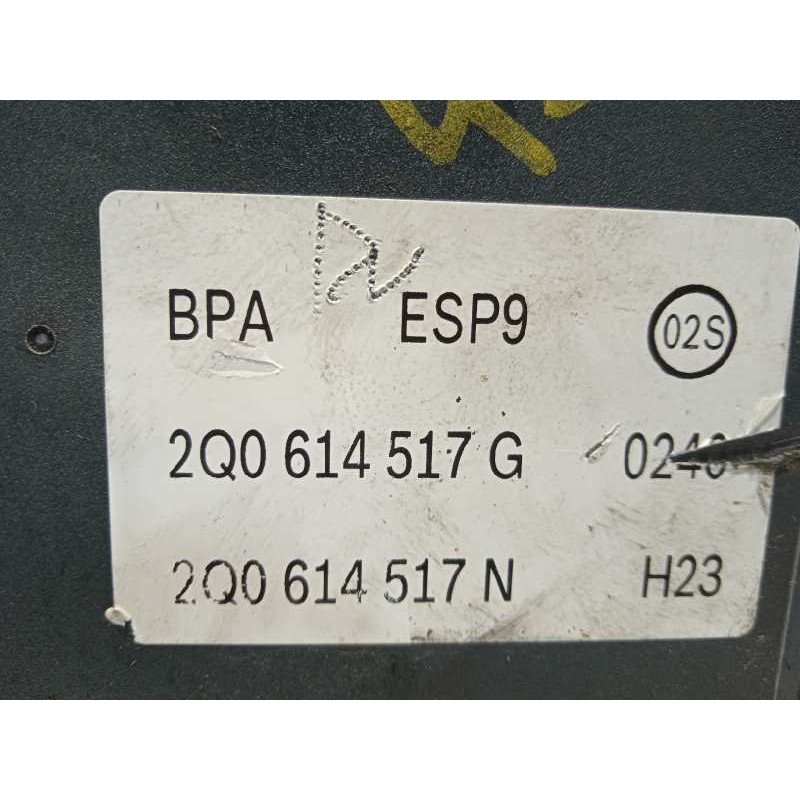 BPA ESP9 02S
2Q0 614 517 G
2Q0 614 517 N H23